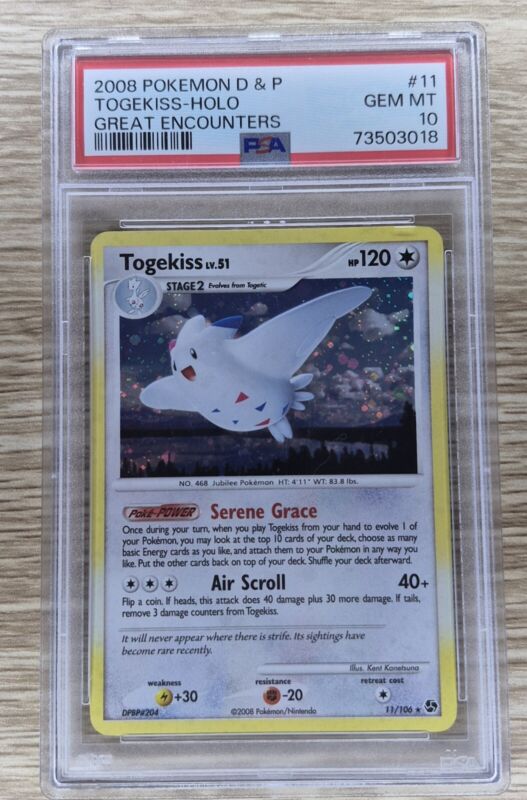 2008 POKEMON D & P #11
TOGEKISS-HOLO GEM MT
GREAT ENCOUNTERS 10
PSA 73503018
Togekiss LV.51 HP 120
STAGE 2 Evolves from Togetic
NO. 468 Jubilee Pokémon HT: 4'11" WT: 83.8 lbs.
Poké-POWER Serene Grace
Once during your turn, when you play Togekiss from your hand to evolve 1 of
your Pokémon, you may look at the top 10 cards of your deck, choose as many
basic Energy cards as you like, and attach them to your Pokémon in any way you
like. Put the other cards back on top of your deck. Shuffle your deck afterward.
Air Scroll 40+
Flip a coin. If heads, this attack does 40 damage plus 30 more damage. If tails,
remove 3 damage counters from Togekiss.
It will never appear where there is strife. Its sightings have
become rare recently.
Illus. Kent Kanetsuna
weakness resistance retreat cost
+30 -20
DPBP#204 ©2008 Pokémon/Nintendo 11/106 ★
PSA